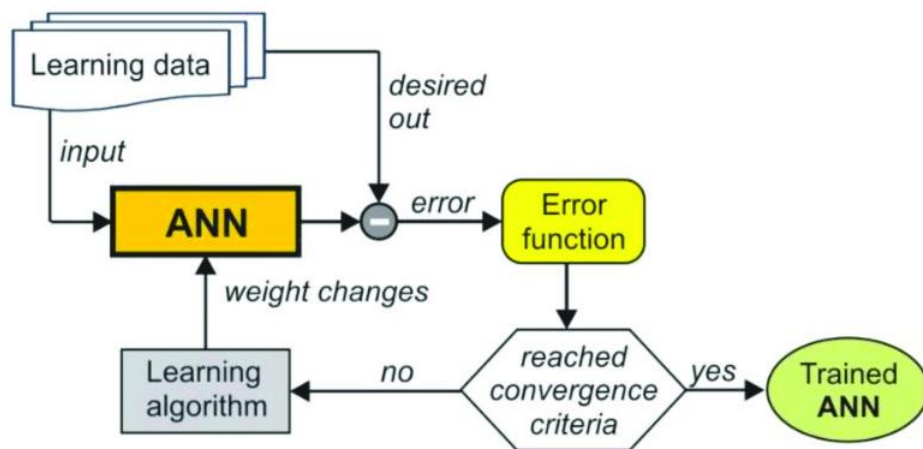 Learning data
desired
out
input
ANN
error
Error
function
weight changes
Learning
algorithm
no
reached
convergence
criteria
yes
Trained
ANN